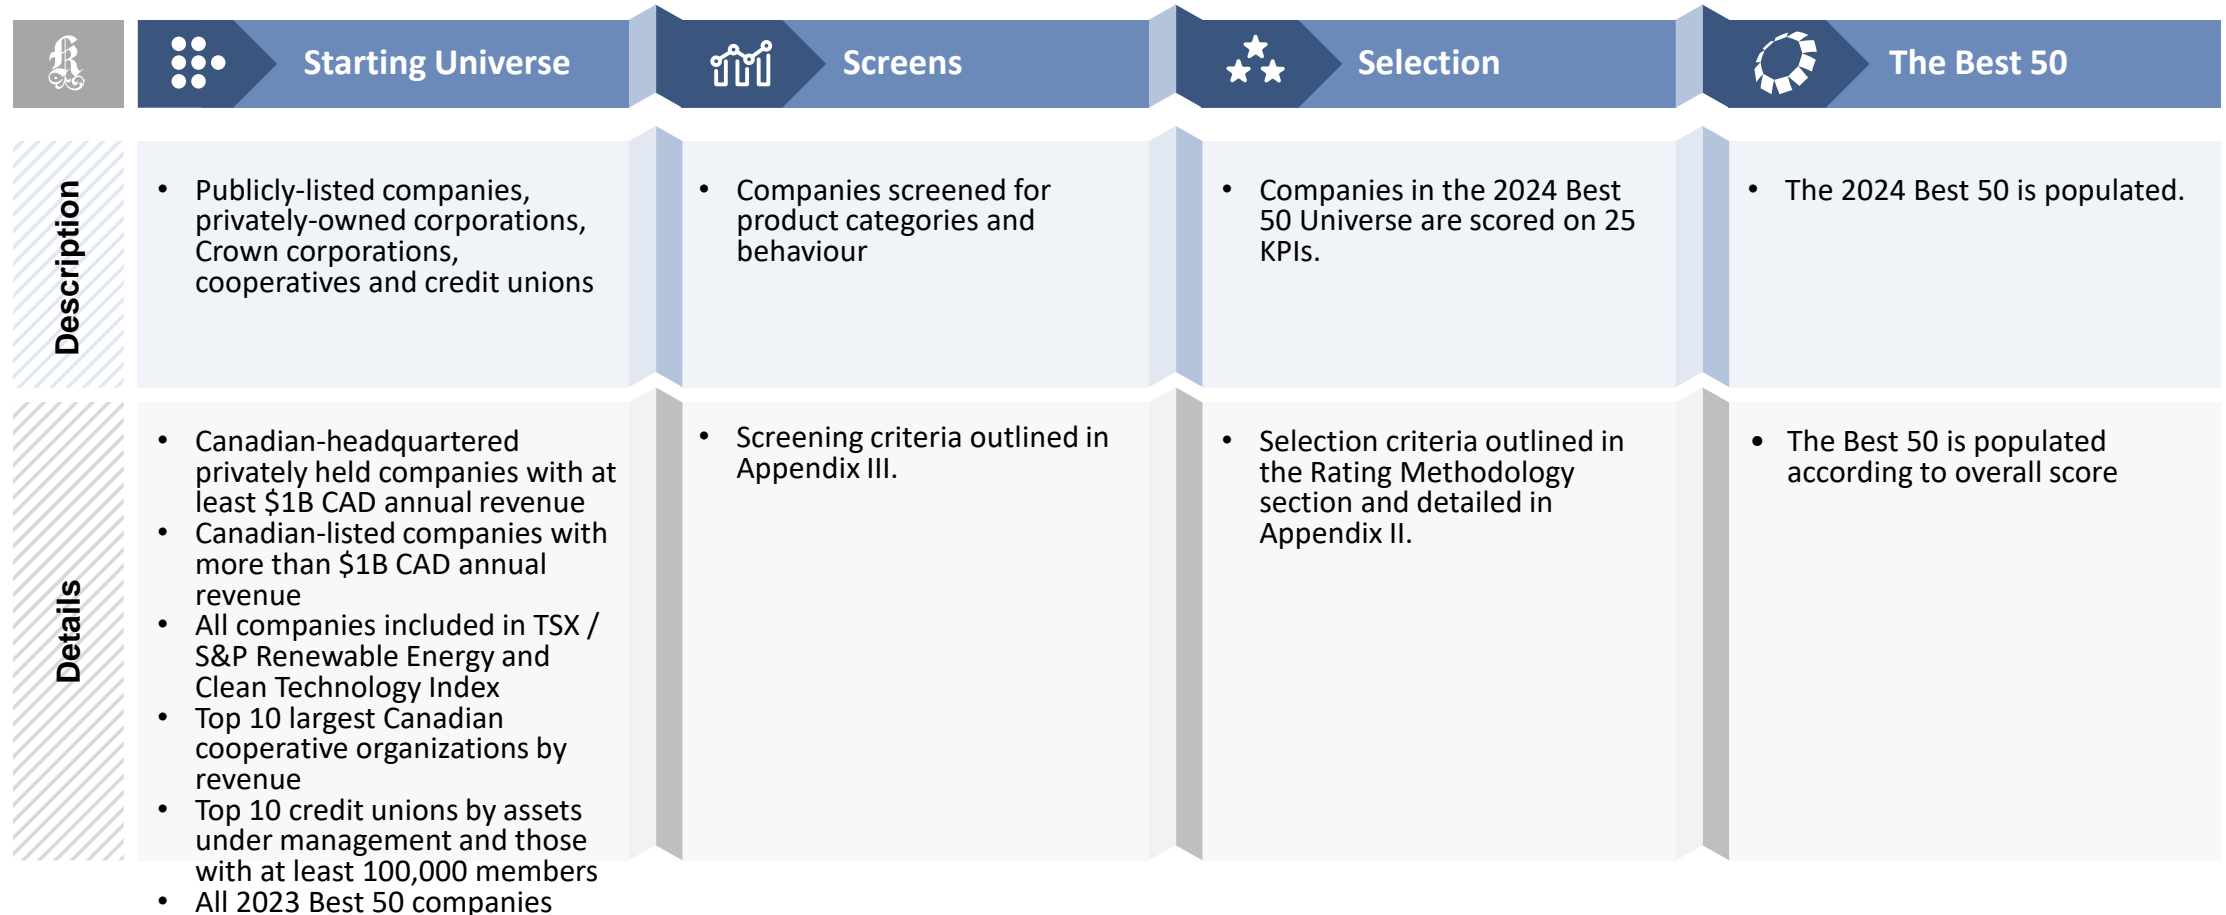 Starting Universe
Screens
Selection
The Best 50
Description
• Publicly-listed companies,
privately-owned corporations,
Crown corporations,
cooperatives and credit unions
• Companies screened for
product categories and
behaviour
• Companies in the 2024 Best
50 Universe are scored on 25
KPIs.
• The 2024 Best 50 is populated.
Details
• Canadian-headquartered
privately held companies with at
least $1B CAD annual revenue
• Canadian-listed companies with
more than $1B CAD annual
revenue
• All companies included in TSX /
S&P Renewable Energy and
Clean Technology Index
• Top 10 largest Canadian
cooperative organizations by
revenue
• Top 10 credit unions by assets
under management and those
with at least 100,000 members
• All 2023 Best 50 companies
• Screening criteria outlined in
Appendix III.
• Selection criteria outlined in
the Rating Methodology
section and detailed in
Appendix II.
• The Best 50 is populated
according to overall score